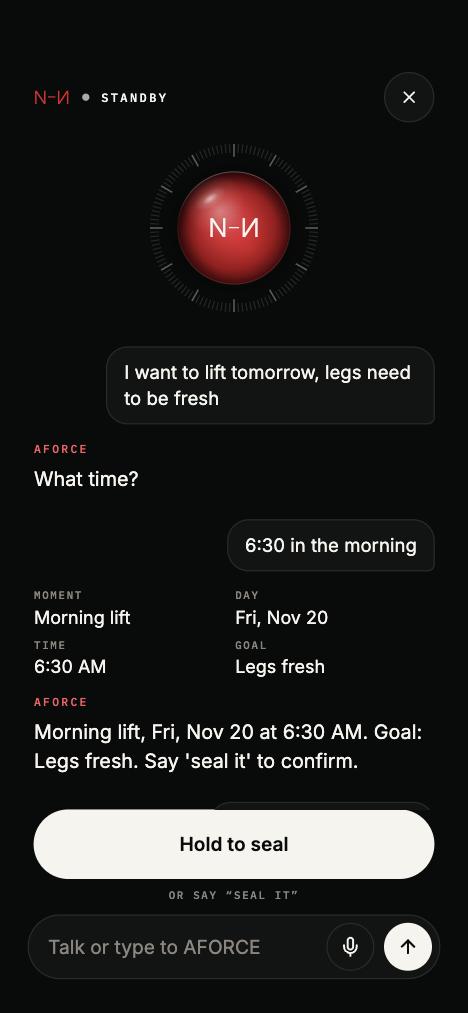 N–И STANDBY
N–И
I want to lift tomorrow, legs need
to be fresh
AFORCE
What time?
6:30 in the morning
MOMENT
Morning lift
DAY
Fri, Nov 20
TIME
6:30 AM
GOAL
Legs fresh
AFORCE
Morning lift, Fri, Nov 20 at 6:30 AM. Goal:
Legs fresh. Say 'seal it' to confirm.
Hold to seal
OR SAY “SEAL IT”
Talk or type to AFORCE